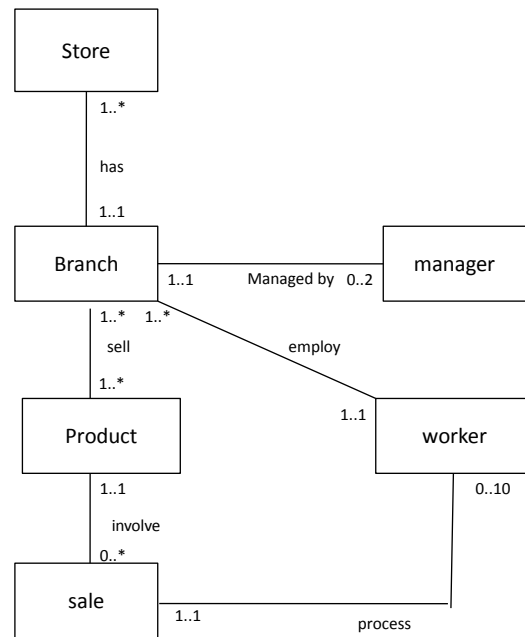 Store
1..*
has
1..1
Branch
manager
1..1
Managed by
0..2
1..*
1..*
sell
employ
1..*
1..1
Product
worker
1..1
0..10
involve
0..*
sale
1..1
process